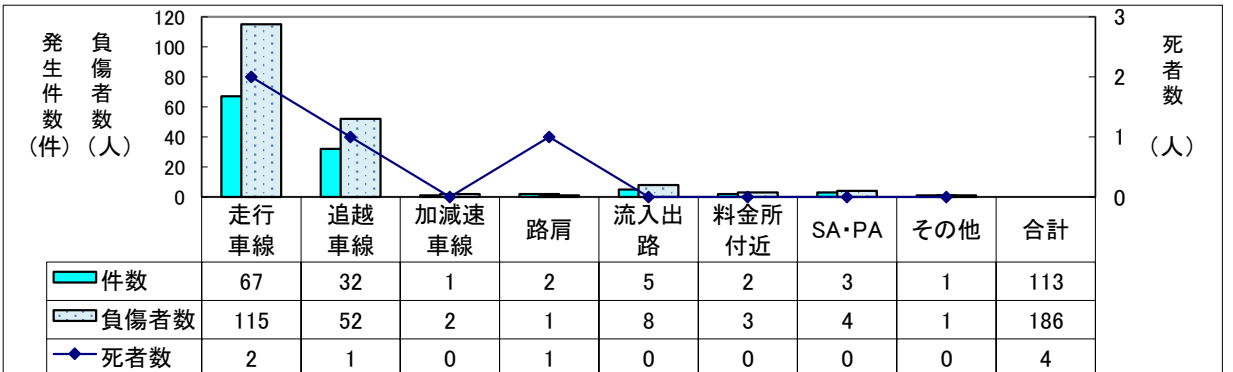 発生件数(件)
負傷者数(人)
120
100
80
60
40
20
0
3
2
1
0
死者数(人)
走行車線 追越車線 加減速車線 路肩 流入出路 料金所付近 SA・PA その他 合計
件数 67 32 1 2 5 2 3 1 113
負傷者数 115 52 2 1 8 3 4 1 186
死者数 2 1 0 1 0 0 0 0 4